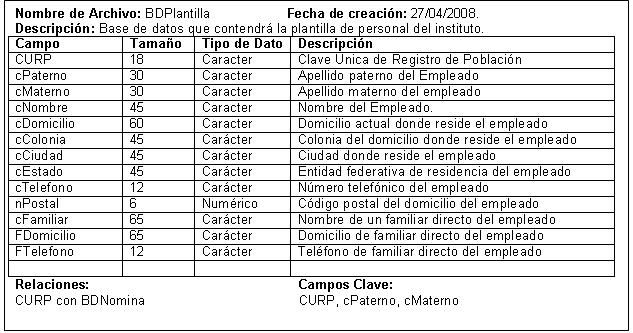 Nombre de Archivo: BDPlantilla Fecha de creación: 27/04/2008.
Descripción: Base de datos que contendrá la plantilla de personal del instituto.
Campo Tamaño Tipo de Dato Descripción
CURP 18 Caracter Clave Unica de Registro de Población
cPaterno 30 Caracter Apellido paterno del Empleado
cMaterno 30 Caracter Apellido materno del empleado
cNombre 45 Caracter Nombre del Empleado.
cDomicilio 60 Caracter Domicilio actual donde reside el empleado
cColonia 45 Carácter Colonia del domicilio donde reside el empleado
cCiudad 45 Carácter Ciudad donde reside el empleado
cEstado 45 Carácter Entidad federativa de residencia del empleado
cTelefono 12 Carácter Número telefónico del empleado
nPostal 6 Numérico Código postal del domicilio del empleado
cFamiliar 65 Carácter Nombre de un familiar directo del empleado
FDomicilio 65 Carácter Domicilio de familiar directo del empleado
FTelefono 12 Carácter Teléfono de familiar directo del empleado
Relaciones: Campos Clave:
CURP con BDNomina CURP, cPaterno, cMaterno